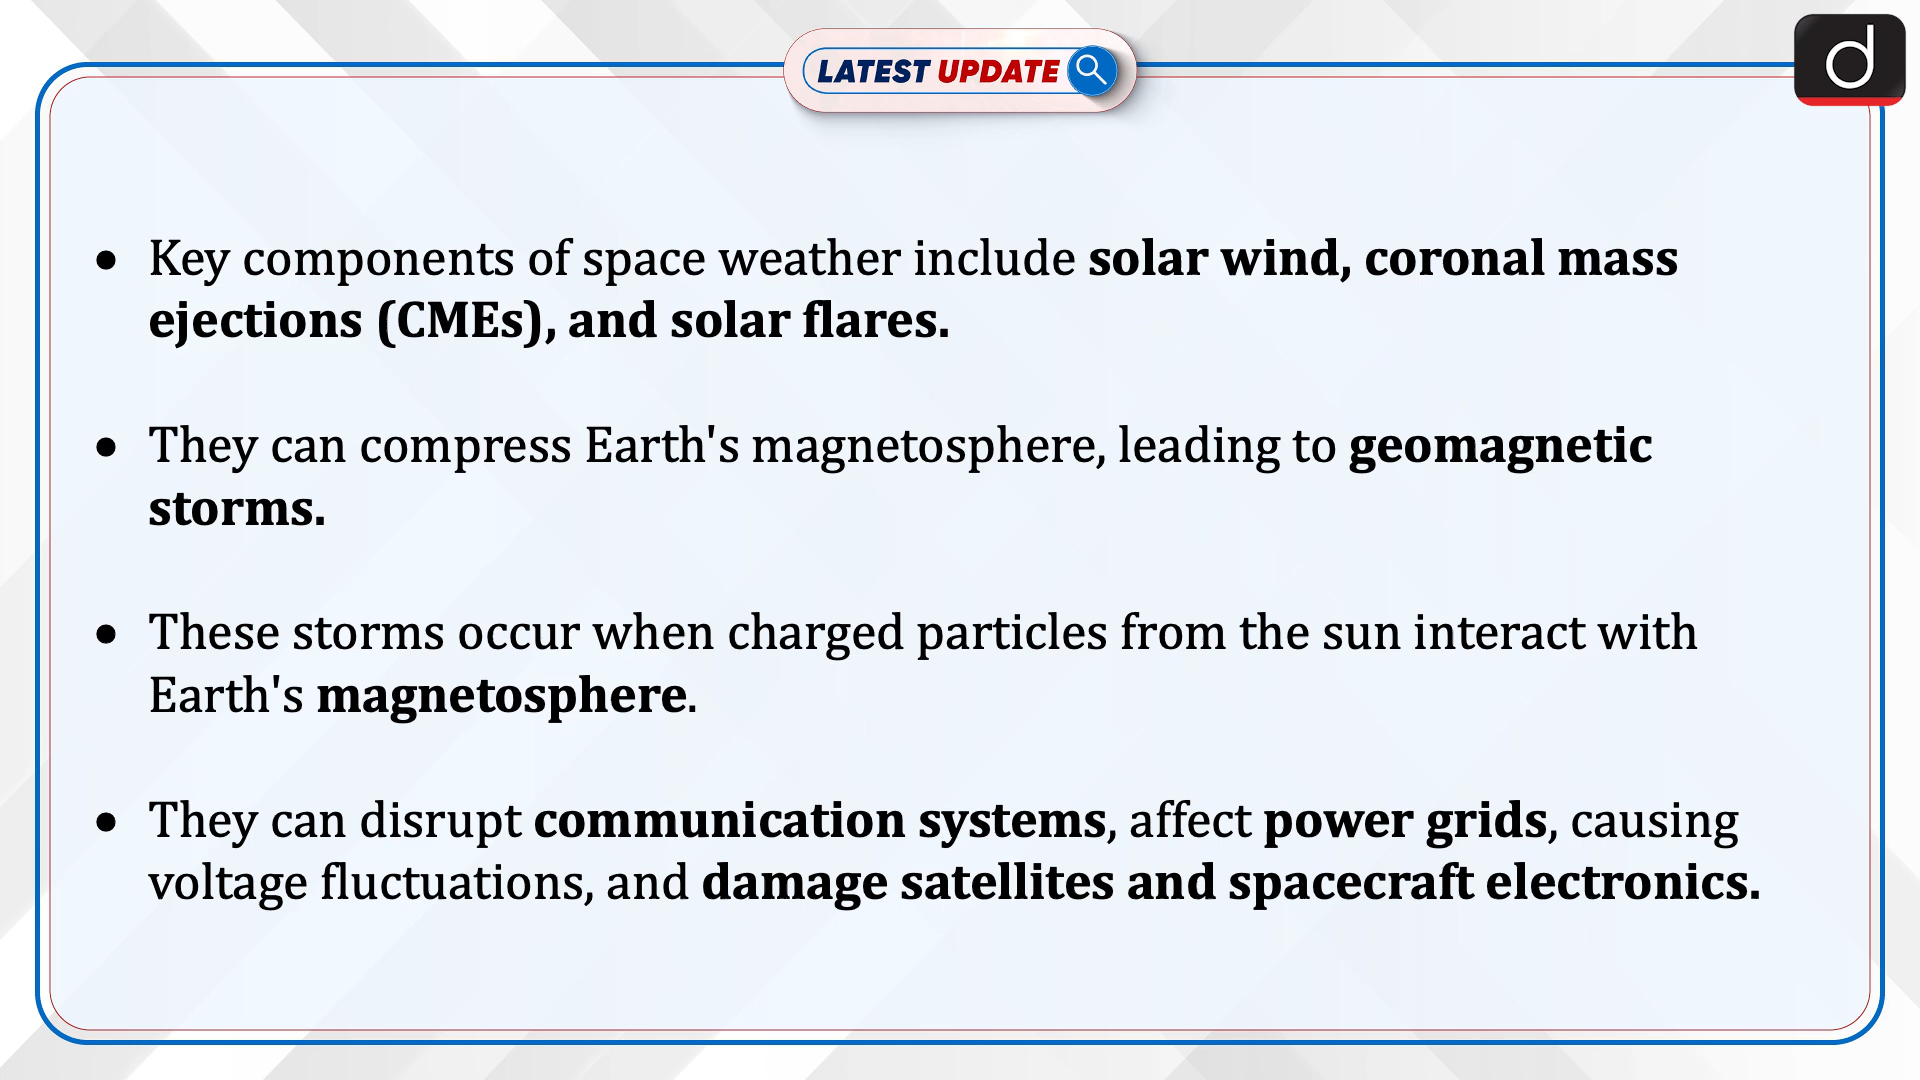 LATEST UPDATE
d
• Key components of space weather include solar wind, coronal mass
ejections (CMEs), and solar flares.
• They can compress Earth's magnetosphere, leading to geomagnetic
storms.
• These storms occur when charged particles from the sun interact with
Earth's magnetosphere.
• They can disrupt communication systems, affect power grids, causing
voltage fluctuations, and damage satellites and spacecraft electronics.